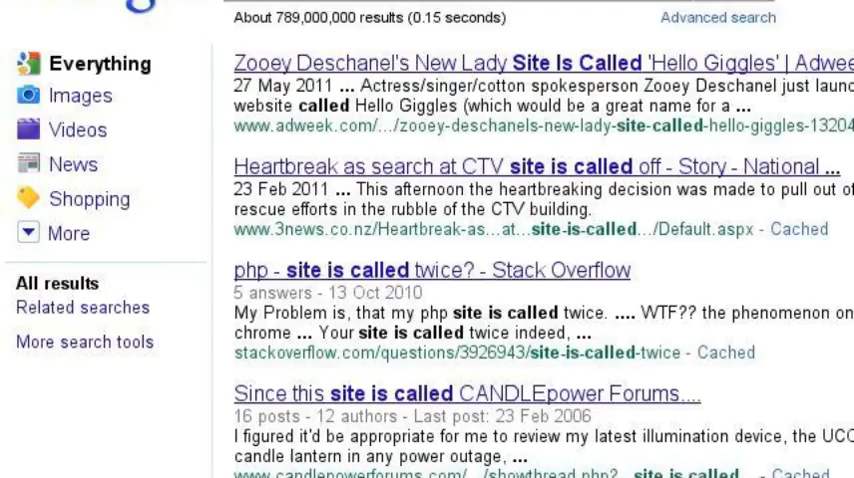 About 789,000,000 results (0.15 seconds)
Advanced search
Everything
Images
Videos
News
Shopping
More
All results
Related searches
More search tools
Zooey Deschanel's New Lady Site Is Called 'Hello Giggles' | Adwee
27 May 2011 ... Actress/singer/cotton spokesperson Zooey Deschanel just launc
website called Hello Giggles (which would be a great name for a ...
www.adweek.com/.../zooey-deschanels-new-lady-site-called-hello-giggles-13204
Heartbreak as search at CTV site is called off - Story - National ...
23 Feb 2011 ... This afternoon the heartbreaking decision was made to pull out of
rescue efforts in the rubble of the CTV building.
www.3news.co.nz/Heartbreak-as...at...site-is-called.../Default.aspx - Cached
php - site is called twice? - Stack Overflow
5 answers - 13 Oct 2010
My Problem is, that my php site is called twice. .... WTF?? the phenomenon on
chrome ... Your site is called twice indeed, ...
stackoverflow.com/questions/3926943/site-is-called-twice - Cached
Since this site is called CANDLEpower Forums....
16 posts - 12 authors - Last post: 23 Feb 2006
I figured it'd be appropriate for me to review my latest illumination device, the UCO
candle lantern in any power outage, ...
www.candlepowerforums.com/.../showthread.php?...site is called... - Cached